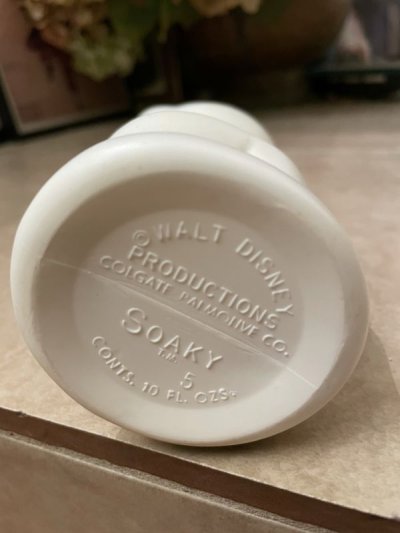 © WALT DISNEY
PRODUCTIONS
COLGATE PALMOLIVE CO.
SOAKY
T.M.
5
CONTS. 10 FL. OZS.